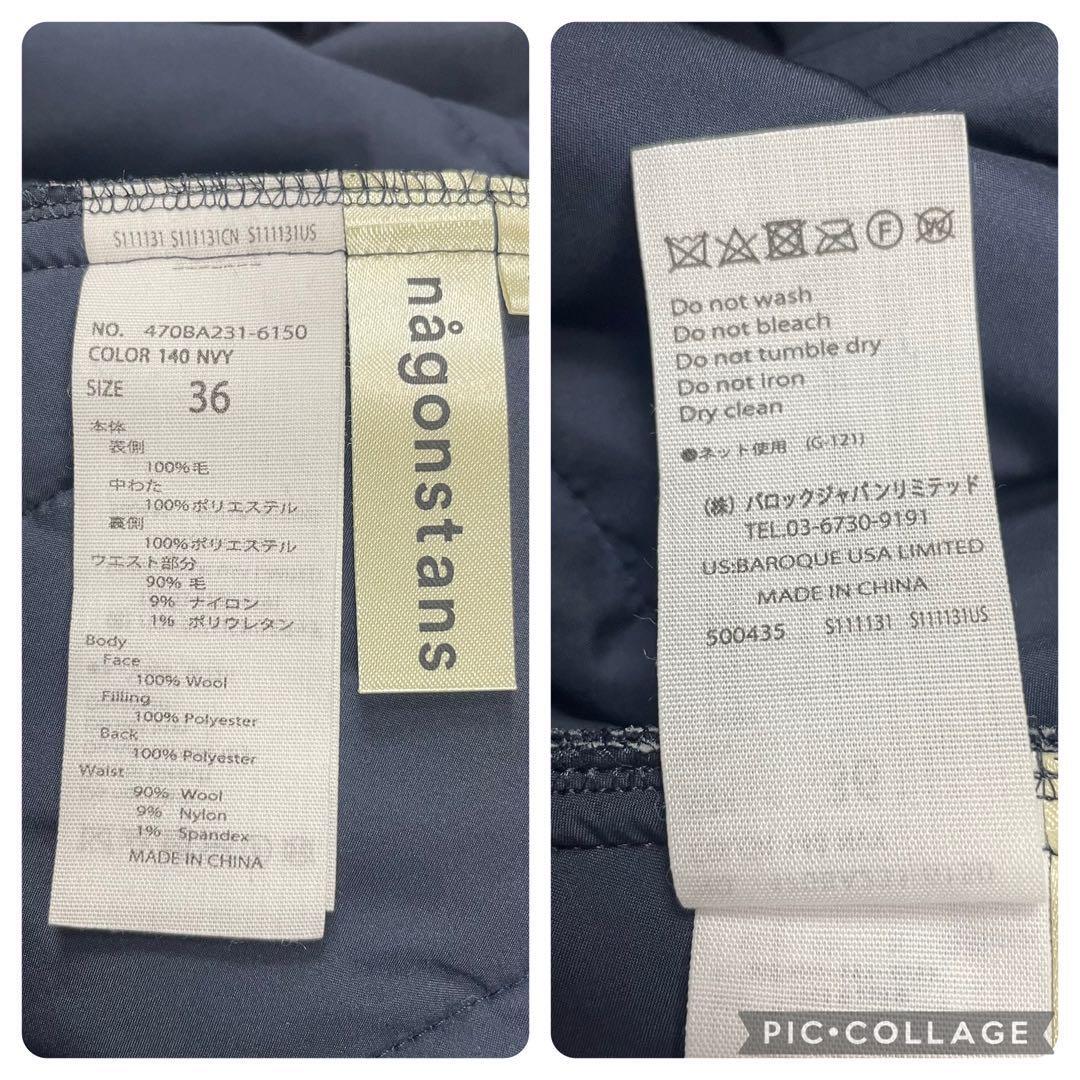 S111131 S111131CN S111131US
NO. 470BA231-6150
COLOR 140 NVY
SIZE 36
本体
表側
100%毛
中わた
100%ポリエステル
裏側
100%ポリエステル
ウエスト部分
90% 毛
9% ナイロン
1% ポリウレタン
Body
Face
100% Wool
Filling
100% Polyester
Back
100% Polyester
Waist
90% Wool
9% Nylon
1% Spandex
MADE IN CHINA
någonstans
F W
Do not wash
Do not bleach
Do not tumble dry
Do not iron
Dry clean
●ネット使用 (G-121)
(株) バロックジャパンリミテッド
TEL.03-6730-9191
US:BAROQUE USA LIMITED
MADE IN CHINA
500435 S111131 S111131US
PIC•COLLAGE